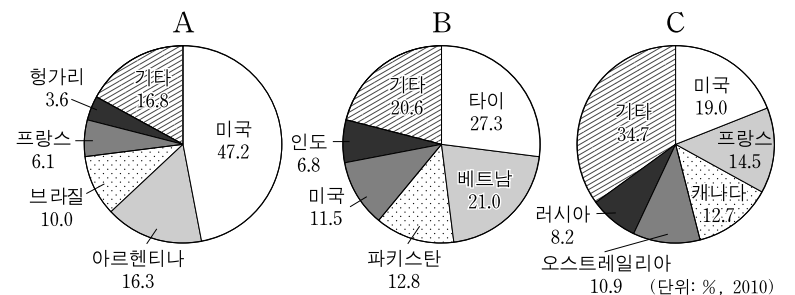 A
미국
47.2
아르헨티나
16.3
브라질
10.0
프랑스
6.1
헝가리
3.6
기타
16.8
B
타이
27.3
베트남
21.0
파키스탄
12.8
미국
11.5
인도
6.8
기타
20.6
C
미국
19.0
프랑스
14.5
캐나다
12.7
오스트레일리아
10.9
러시아
8.2
기타
34.7
(단위: %, 2010)